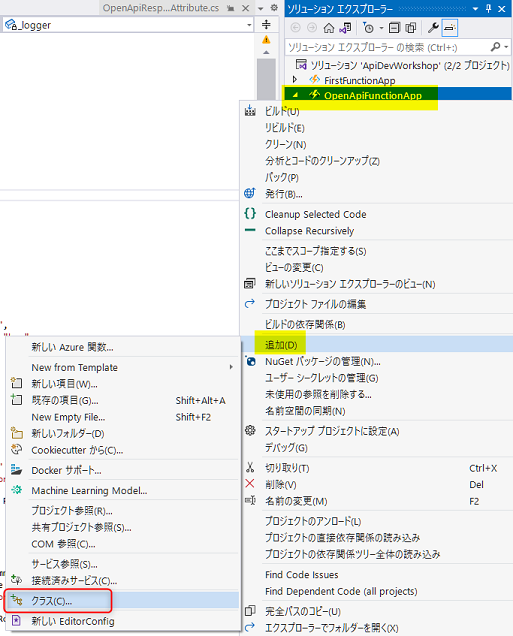 OpenApiResp...Attribute.cs
_logger
ソリューション エクスプローラー
ソリューション エクスプローラー の検索 (Ctrl+:)
ソリューション 'ApiDevWorkshop' (2/2 プロジェクト)
FirstFunctionApp
OpenApiFunctionApp
ビルド(U)
リビルド(E)
クリーン(N)
分析とコードのクリーンアップ(Z)
パック(P)
発行(B)...
Cleanup Selected Code
Collapse Recursively
ここまでスコープ指定する(S)
ビューの変更(C)
新しいソリューション エクスプローラーのビュー(N)
プロジェクト ファイルの編集
ビルドの依存関係(B)
追加(D)
NuGet パッケージの管理(N)...
ユーザー シークレットの管理(G)
未使用の参照を削除する...
名前空間の同期(N)
スタートアップ プロジェクトに設定(A)
デバッグ(G)
切り取り(T) Ctrl+X
削除(V) Del
名前の変更(M) F2
プロジェクトのアンロード(L)
プロジェクトの直接依存関係の読み込み
プロジェクトの依存関係ツリー全体の読み込み
Find Code Issues
Find Dependent Code (all projects)
完全パスのコピー(U)
エクスプローラーでフォルダーを開く(X)
新しい Azure 関数...
New from Template
新しい項目(W)...
既存の項目(G)... Shift+Alt+A
New Empty File... Shift+F2
新しいフォルダー(D)
Cookiecutter から(C)...
Docker サポート...
Machine Learning Model...
プロジェクト参照(R)...
共有プロジェクト参照(S)...
COM 参照(C)...
サービス参照(S)...
接続済みサービス(C)...
クラス(C)...
新しい EditorConfig